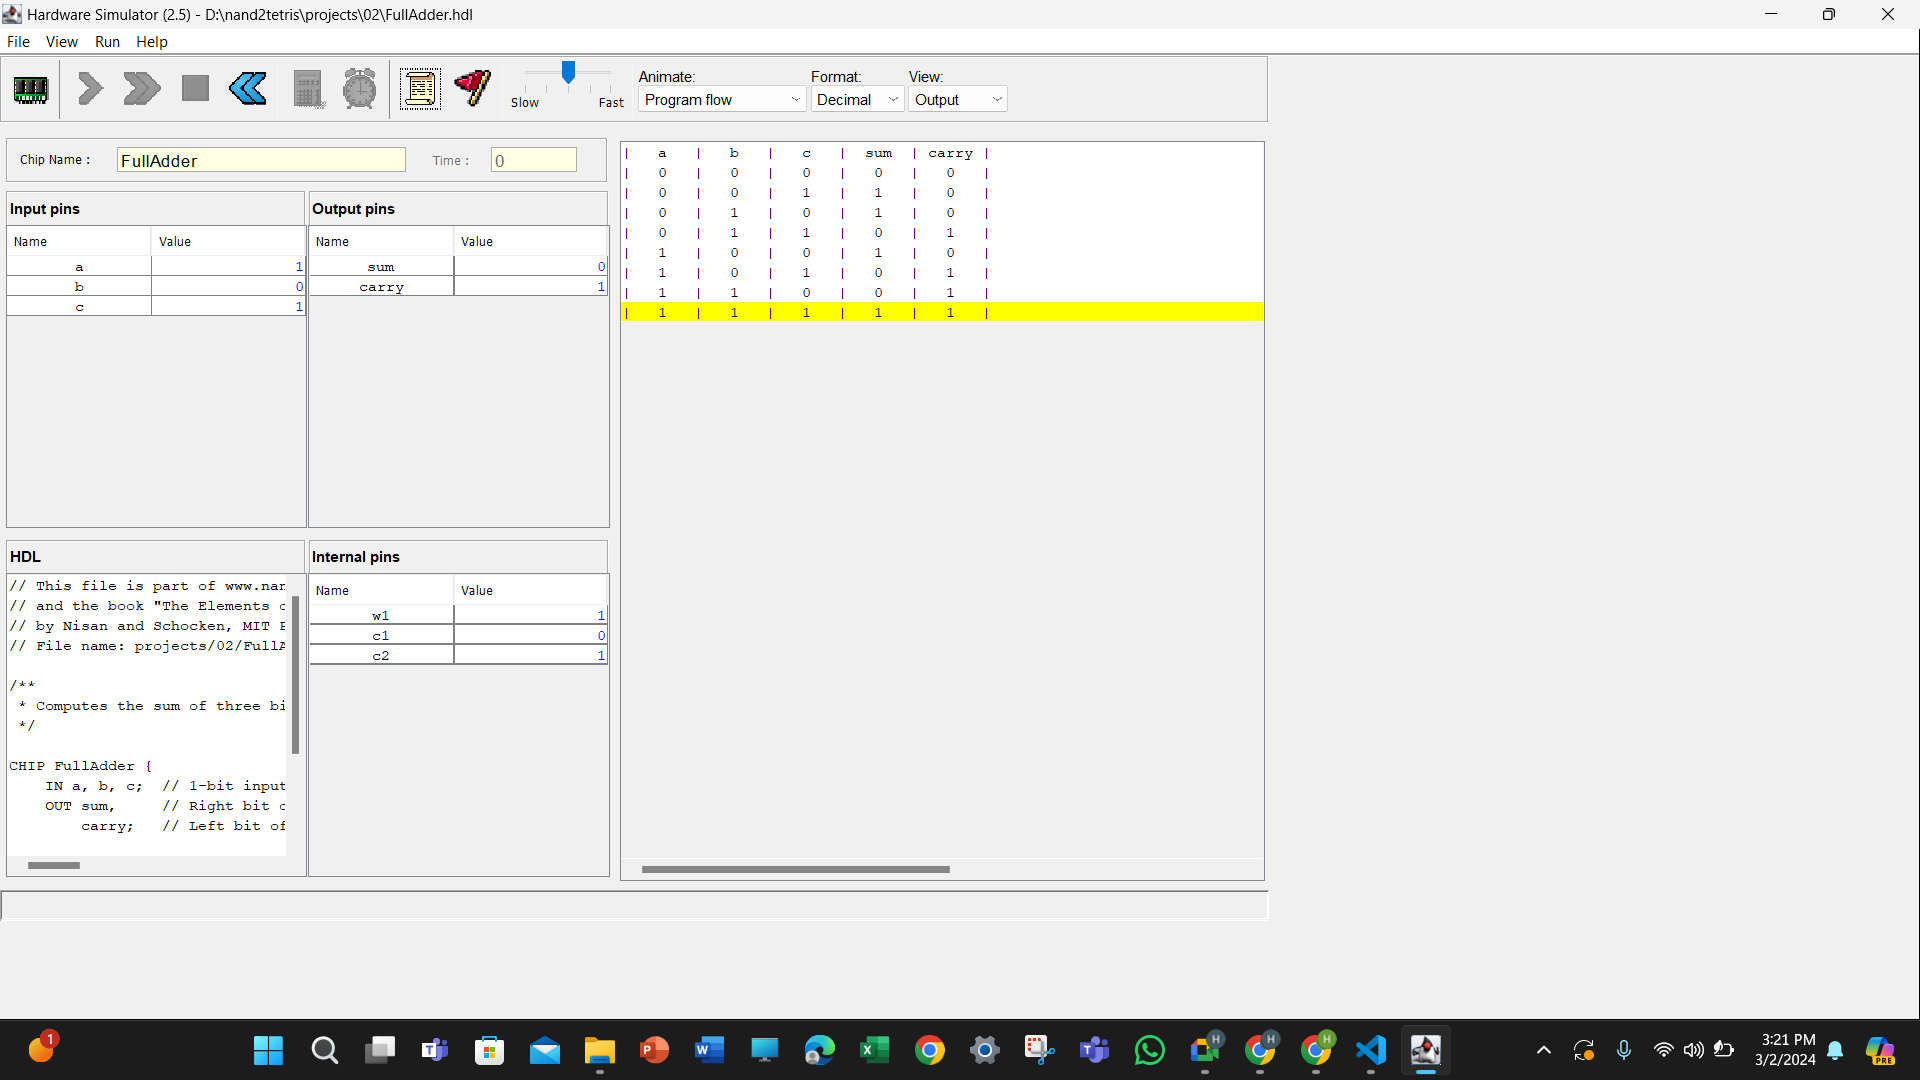 Hardware Simulator (2.5) - D:\nand2tetris\projects\02\FullAdder.hdl
File View Run Help
Slow Fast
Animate: Format: View:
Program flow Decimal Output
Chip Name : FullAdder Time : 0
Input pins
Name Value
a 1
b 0
c 1
Output pins
Name Value
sum 0
carry 1
HDL
// This file is part of www.nan
// and the book "The Elements o
// by Nisan and Schocken, MIT P
// File name: projects/02/FullA
/**
* Computes the sum of three bi
*/
CHIP FullAdder {
IN a, b, c; // 1-bit input
OUT sum, // Right bit o
carry; // Left bit of
Internal pins
Name Value
w1 1
c1 0
c2 1
| a | b | c | sum | carry |
| 0 | 0 | 0 | 0 | 0 |
| 0 | 0 | 1 | 1 | 0 |
| 0 | 1 | 0 | 1 | 0 |
| 0 | 1 | 1 | 0 | 1 |
| 1 | 0 | 0 | 1 | 0 |
| 1 | 0 | 1 | 0 | 1 |
| 1 | 1 | 0 | 0 | 1 |
| 1 | 1 | 1 | 1 | 1 |
1
H H H
3:21 PM
3/2/2024
PRE